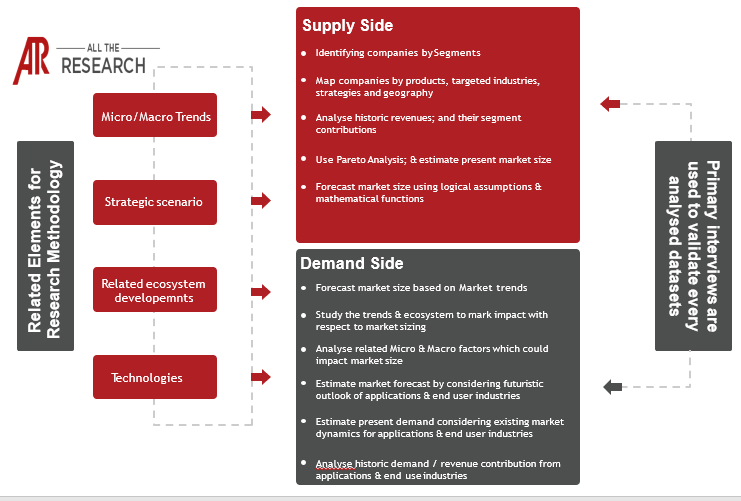 AR
ALL THE
RESEARCH
Related Elements for
Research Methodology
Micro/Macro Trends
Strategic scenario
Related ecosystem
developemnts
Technologies
Supply Side
• Identifying companies by Segments
• Map companies by products, targeted industries,
strategies and geography
• Analyse historic revenues; and their segment
contributions
• Use Pareto Analysis; & estimate present market size
• Forecast market size using logical assumptions &
mathematical functions
Demand Side
• Forecast market size based on Market trends
• Study the trends & ecosystem to mark impact with
respect to market sizing
• Analyse related Micro & Macro factors which could
impact market size
• Estimate market forecast by considering futuristic
outlook of applications & end user industries
• Estimate present demand considering existing market
dynamics for applications & end user industries
• Analyse historic demand / revenue contribution from
applications & end use industries
Primary interviews are
used to validate every
analysed datasets